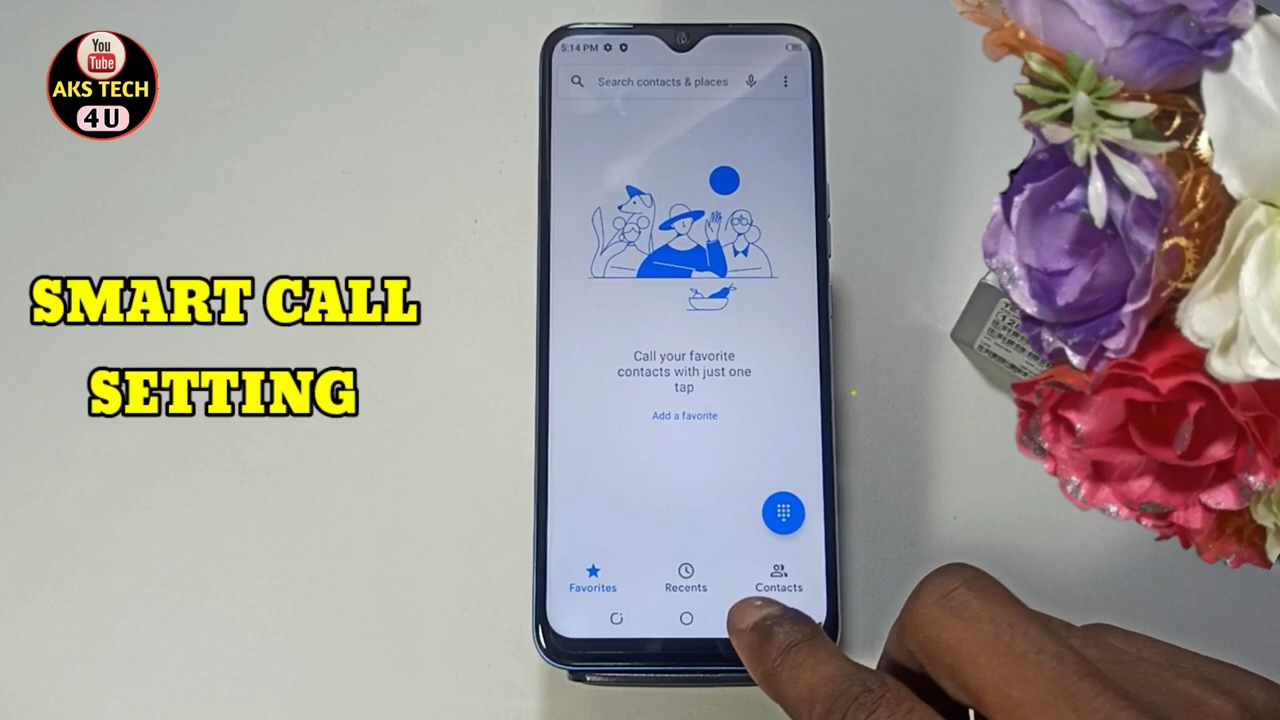 You
Tube
AKS TECH
4U
SMART CALL
SETTING
5:14 PM
Search contacts & places
Call your favorite
contacts with just one
tap
Add a favorite
Favorites
Recents
Contacts